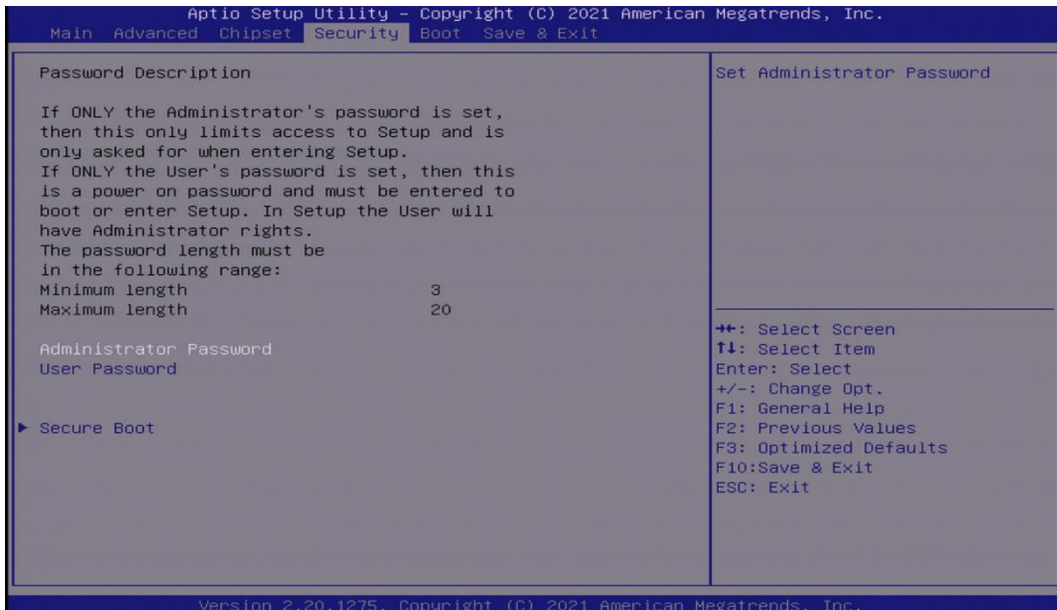 Aptio Setup Utility – Copyright (C) 2021 American Megatrends, Inc.
Main Advanced Chipset Security Boot Save & Exit
Password Description
If ONLY the Administrator's password is set,
then this only limits access to Setup and is
only asked for when entering Setup.
If ONLY the User's password is set, then this
is a power on password and must be entered to
boot or enter Setup. In Setup the User will
have Administrator rights.
The password length must be
in the following range:
Minimum length 3
Maximum length 20
Administrator Password
User Password
▶ Secure Boot
Set Administrator Password
→←: Select Screen
↑↓: Select Item
Enter: Select
+/-: Change Opt.
F1: General Help
F2: Previous Values
F3: Optimized Defaults
F10:Save & Exit
ESC: Exit
Version 2.20.1275. Copyright (C) 2021 American Megatrends, Inc.